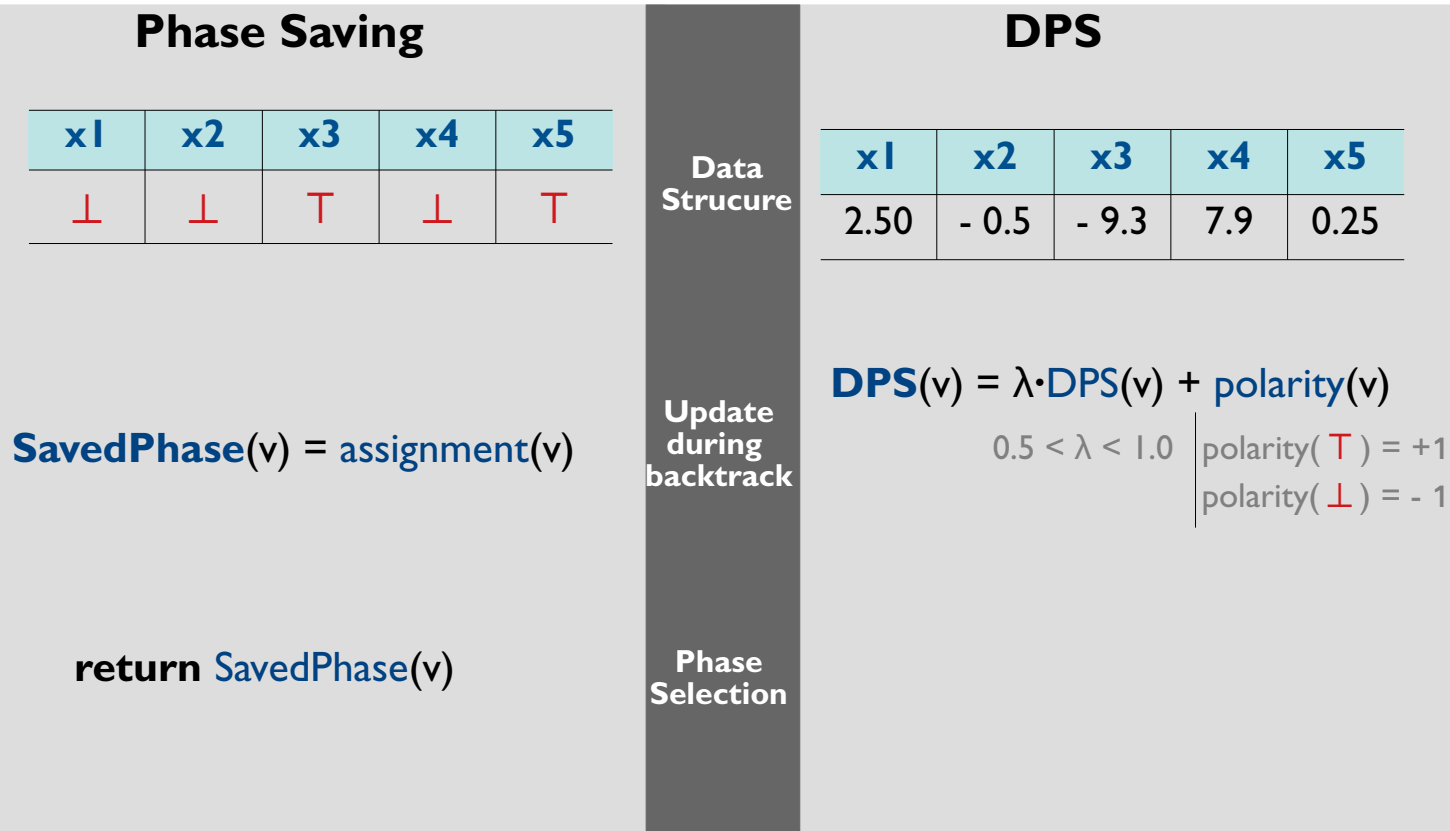 Phase Saving
x1 x2 x3 x4 x5
⊥ ⊥ ⊤ ⊥ ⊤
SavedPhase(v) = assignment(v)
return SavedPhase(v)
Data
Strucure
Update
during
backtrack
Phase
Selection
DPS
x1 x2 x3 x4 x5
2.50 - 0.5 - 9.3 7.9 0.25
DPS(v) = λ·DPS(v) + polarity(v)
0.5 < λ < 1.0 polarity( ⊤ ) = +1
polarity( ⊥ ) = - 1